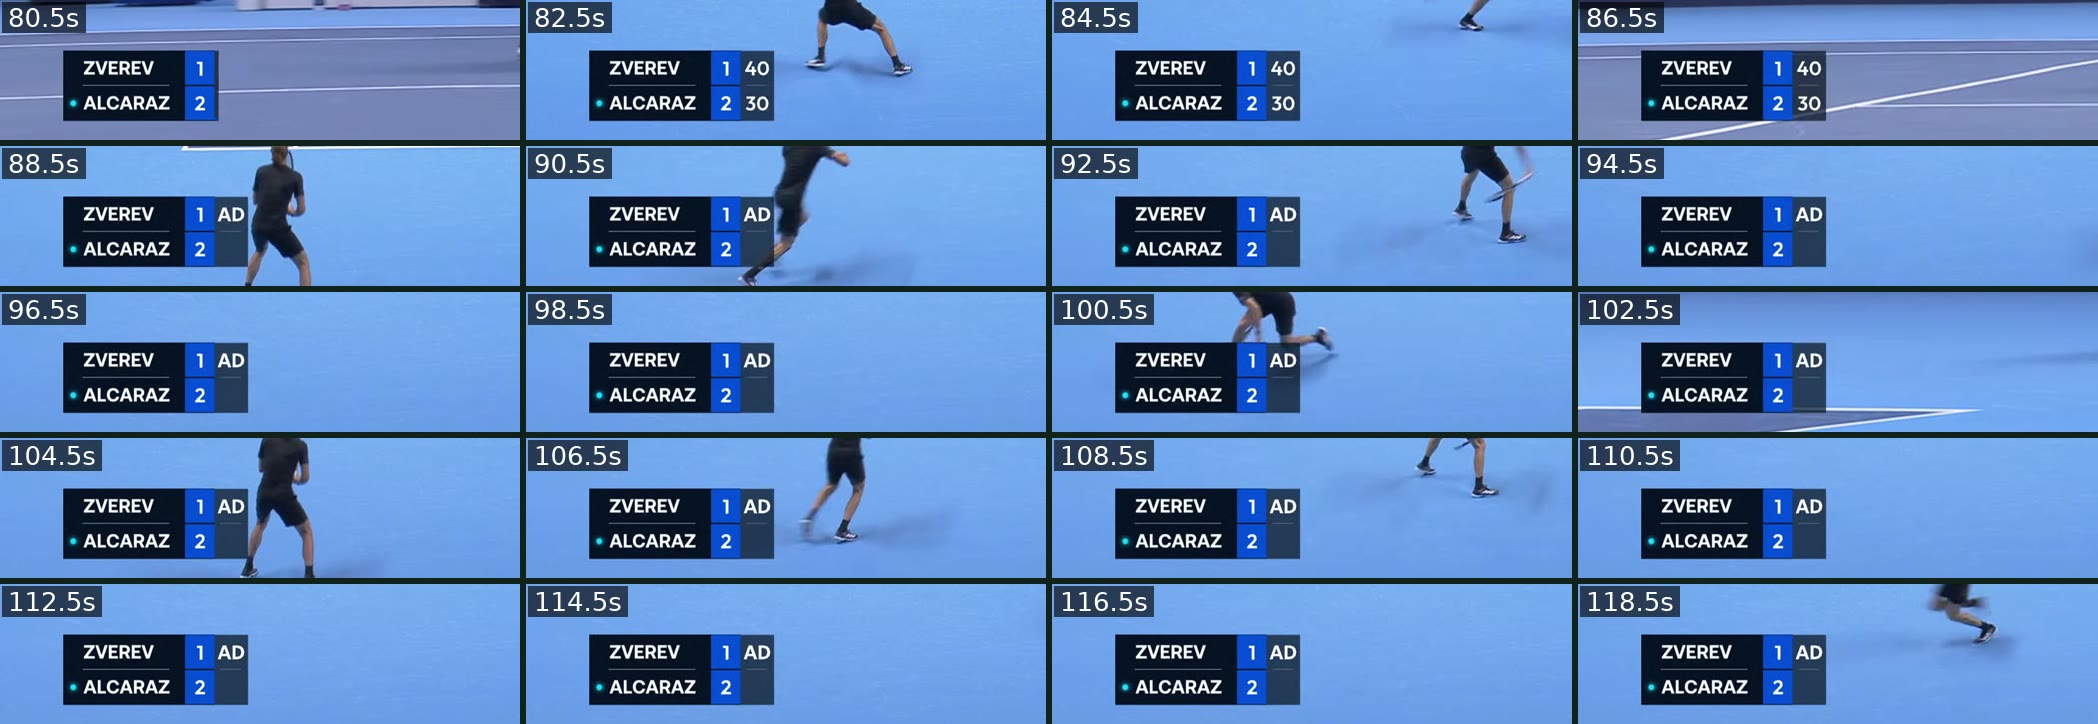 80.5s
ZVEREV 1
ALCARAZ 2
82.5s
ZVEREV 1 40
ALCARAZ 2 30
84.5s
ZVEREV 1 40
ALCARAZ 2 30
86.5s
ZVEREV 1 40
ALCARAZ 2 30
88.5s
ZVEREV 1 AD
ALCARAZ 2
90.5s
ZVEREV 1 AD
ALCARAZ 2
92.5s
ZVEREV 1 AD
ALCARAZ 2
94.5s
ZVEREV 1 AD
ALCARAZ 2
96.5s
ZVEREV 1 AD
ALCARAZ 2
98.5s
ZVEREV 1 AD
ALCARAZ 2
100.5s
ZVEREV 1 AD
ALCARAZ 2
102.5s
ZVEREV 1 AD
ALCARAZ 2
104.5s
ZVEREV 1 AD
ALCARAZ 2
106.5s
ZVEREV 1 AD
ALCARAZ 2
108.5s
ZVEREV 1 AD
ALCARAZ 2
110.5s
ZVEREV 1 AD
ALCARAZ 2
112.5s
ZVEREV 1 AD
ALCARAZ 2
114.5s
ZVEREV 1 AD
ALCARAZ 2
116.5s
ZVEREV 1 AD
ALCARAZ 2
118.5s
ZVEREV 1 AD
ALCARAZ 2